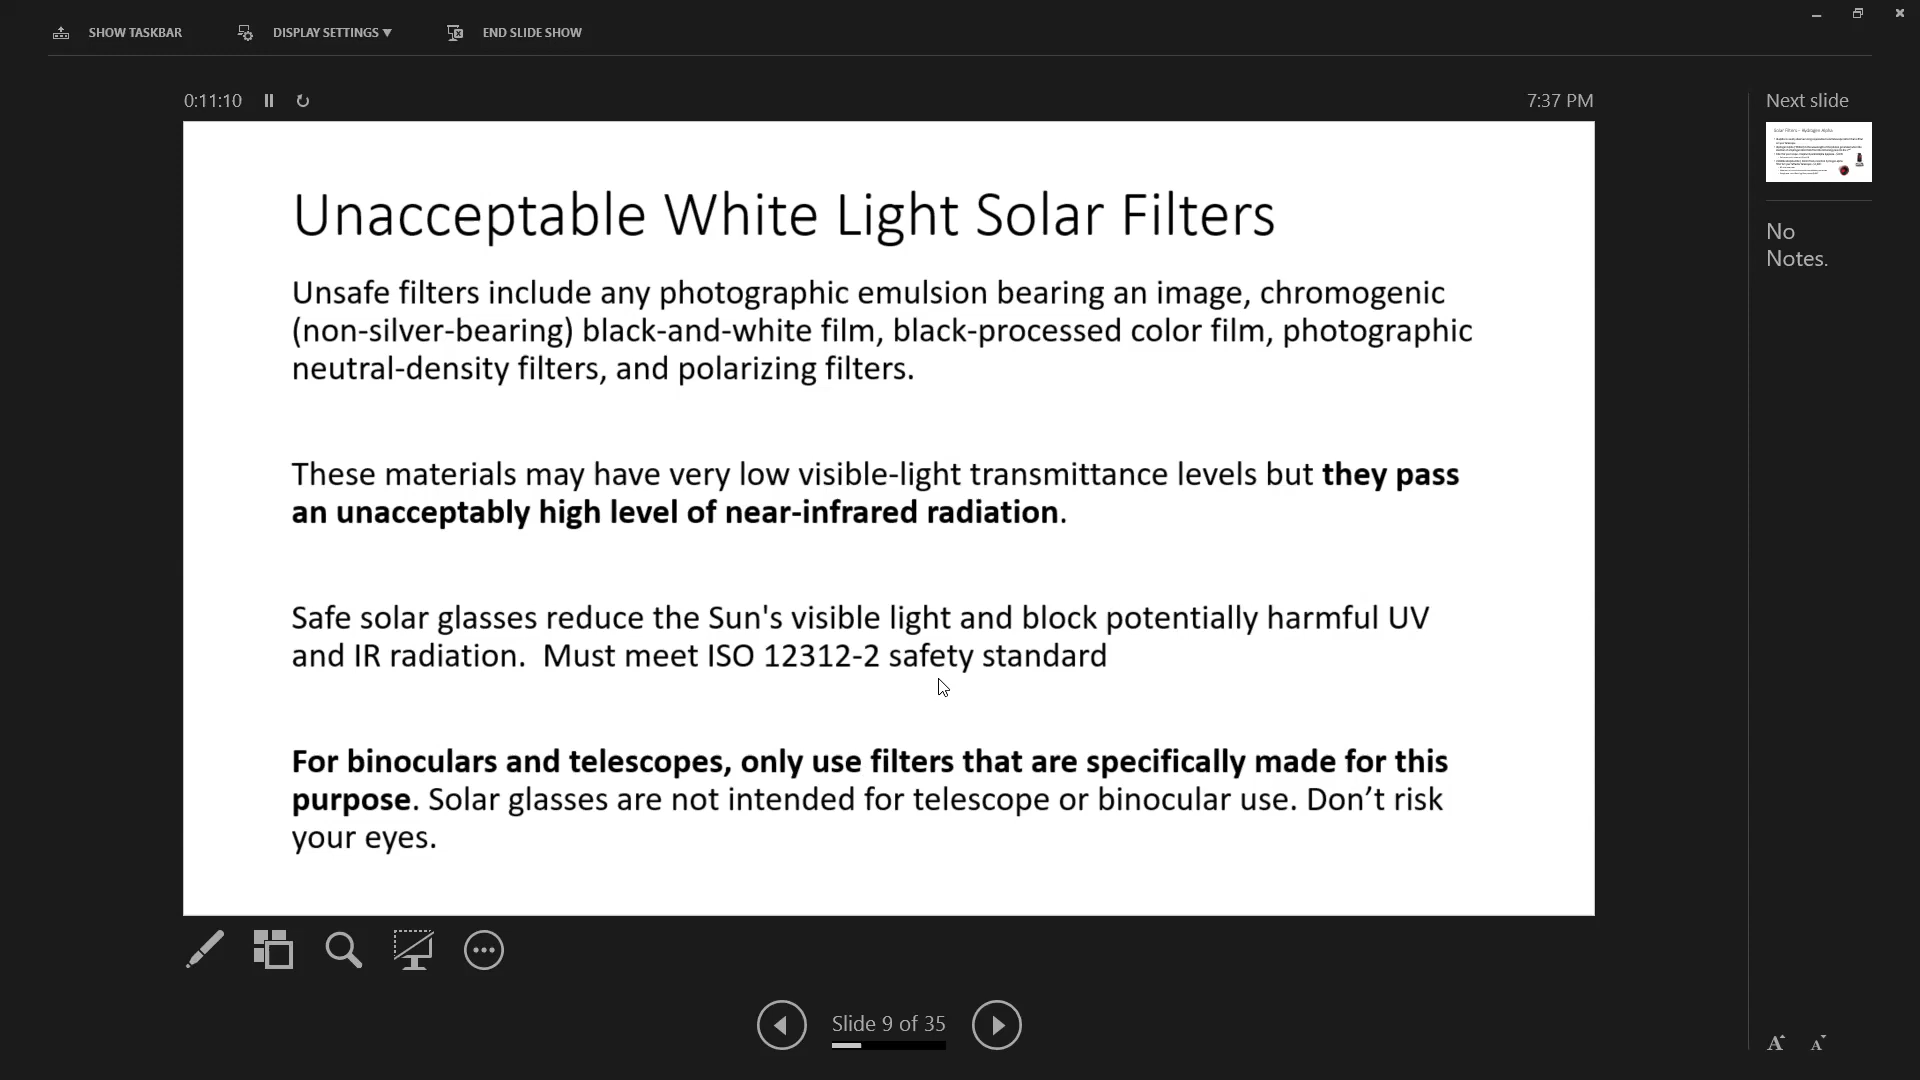 SHOW TASKBAR DISPLAY SETTINGS ▼ END SLIDE SHOW
0:11:10 7:37 PM Next slide
Unacceptable White Light Solar Filters
Unsafe filters include any photographic emulsion bearing an image, chromogenic
(non-silver-bearing) black-and-white film, black-processed color film, photographic
neutral-density filters, and polarizing filters.
These materials may have very low visible-light transmittance levels but they pass
an unacceptably high level of near-infrared radiation.
Safe solar glasses reduce the Sun's visible light and block potentially harmful UV
and IR radiation.  Must meet ISO 12312-2 safety standard
For binoculars and telescopes, only use filters that are specifically made for this
purpose. Solar glasses are not intended for telescope or binocular use. Don’t risk
your eyes.
Solar Filters – Hydrogen Alpha
No
Notes.
Slide 9 of 35
A A